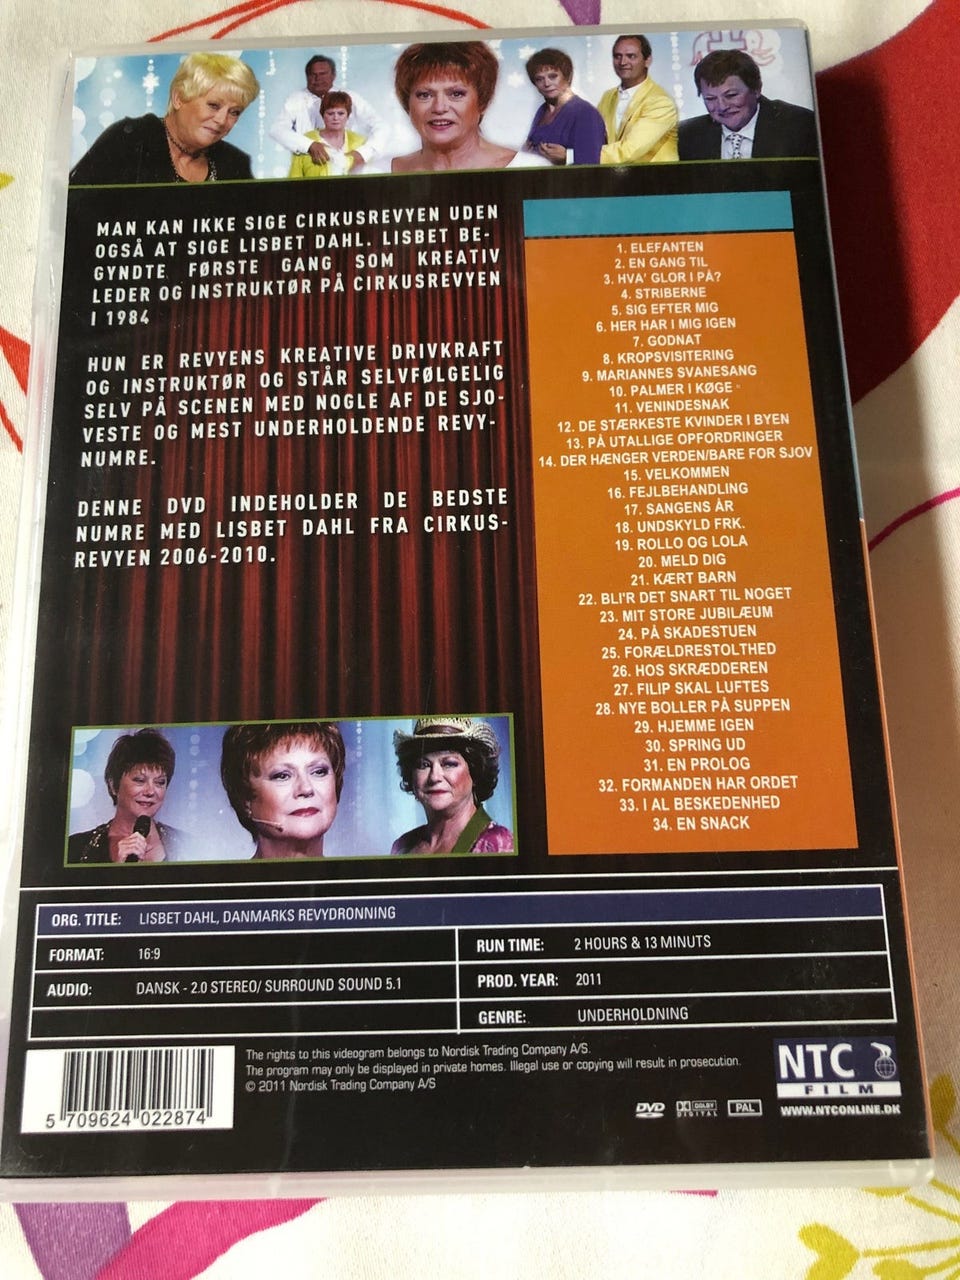 MAN KAN IKKE SIGE CIRKUSREVYEN UDEN
OGSÅ AT SIGE LISBET DAHL. LISBET BE-
GYNDTE FØRSTE GANG SOM KREATIV
LEDER OG INSTRUKTØR PÅ CIRKUSREVYEN
I 1984
HUN ER REVYENS KREATIVE DRIVKRAFT
OG INSTRUKTØR OG STÅR SELVFØLGELIG
SELV PÅ SCENEN MED NOGLE AF DE SJO-
VESTE OG MEST UNDERHOLDENDE REVY-
NUMRE.
DENNE DVD INDEHOLDER DE BEDSTE
NUMRE MED LISBET DAHL FRA CIRKUS-
REVYEN 2006-2010.
1. ELEFANTEN
2. EN GANG TIL
3. HVA' GLOR I PÅ?
4. STRIBERNE
5. SIG EFTER MIG
6. HER HAR I MIG IGEN
7. GODNAT
8. KROPSVISITERING
9. MARIANNES SVANESANG
10. PALMER I KØGE
11. VENINDESNAK
12. DE STÆRKESTE KVINDER I BYEN
13. PÅ UTALLIGE OPFORDRINGER
14. DER HÆNGER VERDEN/BARE FOR SJOV
15. VELKOMMEN
16. FEJLBEHANDLING
17. SANGENS ÅR
18. UNDSKYLD FRK.
19. ROLLO OG LOLA
20. MELD DIG
21. KÆRT BARN
22. BLI'R DET SNART TIL NOGET
23. MIT STORE JUBILÆUM
24. PÅ SKADESTUEN
25. FORÆLDRESTOLTHED
26. HOS SKRÆDDEREN
27. FILIP SKAL LUFTES
28. NYE BOLLER PÅ SUPPEN
29. HJEMME IGEN
30. SPRING UD
31. EN PROLOG
32. FORMANDEN HAR ORDET
33. I AL BESKEDENHED
34. EN SNACK
ORG. TITLE: LISBET DAHL, DANMARKS REVYDRONNING
FORMAT: 16:9
AUDIO: DANSK - 2.0 STEREO/ SURROUND SOUND 5.1
RUN TIME: 2 HOURS & 13 MINUTS
PROD. YEAR: 2011
GENRE: UNDERHOLDNING
5 709624 022874
The rights to this videogram belongs to Nordisk Trading Company A/S.
The program may only be displayed in private homes. Illegal use or copying will result in prosecution.
© 2011 Nordisk Trading Company A/S
DVD
DOLBY
DIGITAL
PAL
NTC
FILM
WWW.NTCONLINE.DK